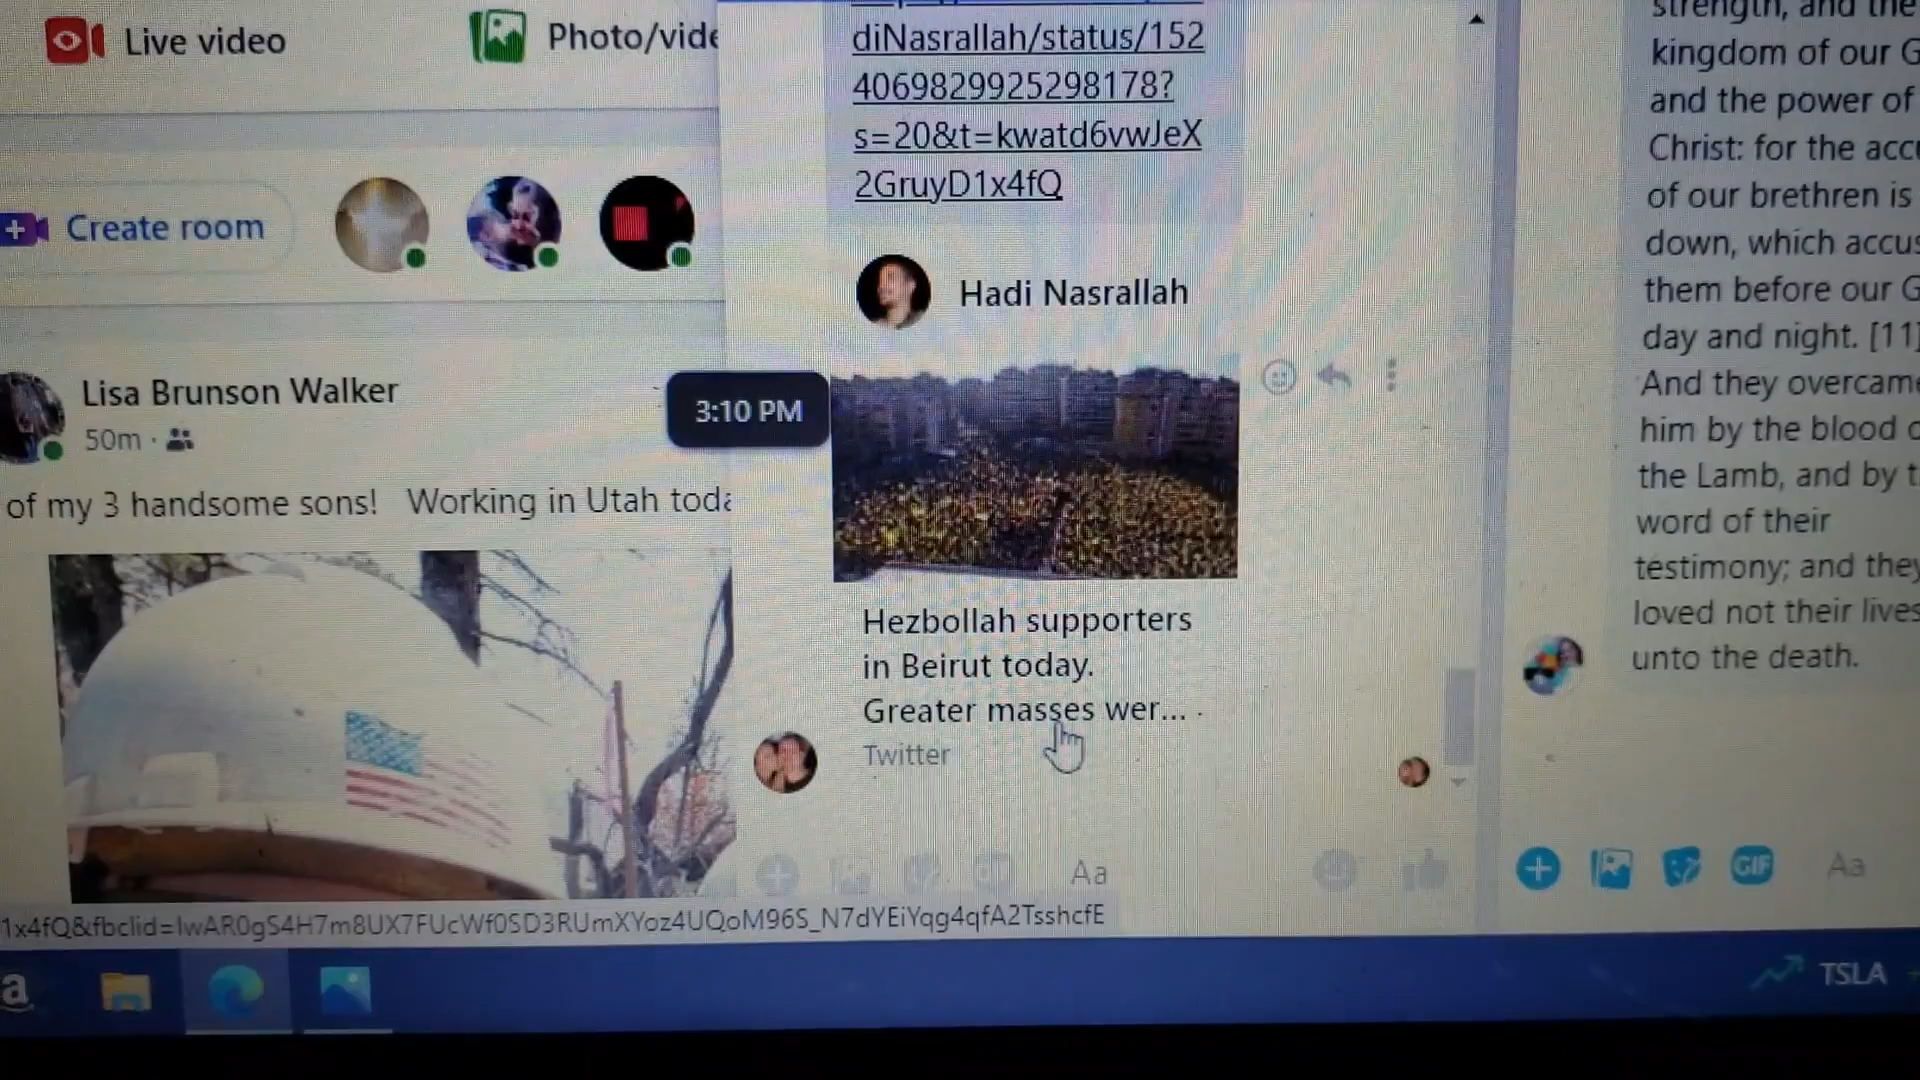 Live video
Photo/vide
Create room
Lisa Brunson Walker
50m
of my 3 handsome sons! Working in Utah toda
diNasrallah/status/152
4069829925298178?
s=20&t=kwatd6vwJeX
2GruyD1x4fQ
Hadi Nasrallah
3:10 PM
Hezbollah supporters
in Beirut today.
Greater masses wer...
Twitter
Aa
strength, and the
kingdom of our G
and the power of
Christ: for the accu
of our brethren is
down, which accus
them before our G
day and night. [11]
And they overcame
him by the blood o
the Lamb, and by t
word of their
testimony; and they
loved not their lives
unto the death.
GIF
Aa
1x4fQ&fbclid=IwAR0gS4H7m8UX7FUcWf0SD3RUmXYoz4UQoM96S_N7dYEiYqg4qfA2TsshcfE
a
TSLA